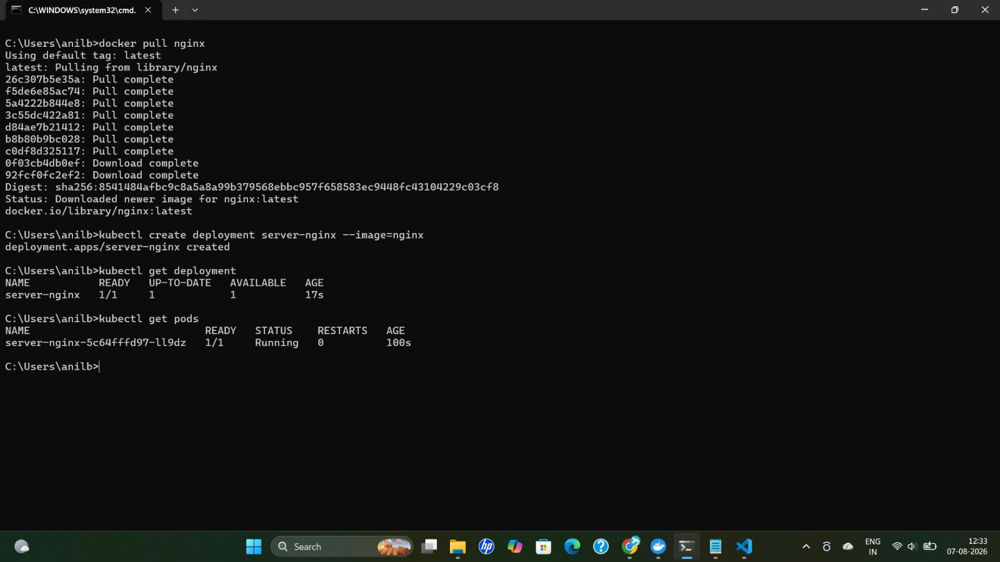 C:\WINDOWS\system32\cmd.
C:\Users\anilb>docker pull nginx
Using default tag: latest
latest: Pulling from library/nginx
26c307b5e35a: Pull complete
f5de6e85ac74: Pull complete
5a4222b844e8: Pull complete
3c55dc422a81: Pull complete
d84ae7b21412: Pull complete
b8b80b9bc028: Pull complete
c0df8d325117: Pull complete
0f03cb4db0ef: Download complete
92fcf0fc2ef2: Download complete
Digest: sha256:8541484afbc9c8a5a8a99b379568ebbc957f658583ec9448fc43104229c03cf8
Status: Downloaded newer image for nginx:latest
docker.io/library/nginx:latest
C:\Users\anilb>kubectl create deployment server-nginx --image=nginx
deployment.apps/server-nginx created
C:\Users\anilb>kubectl get deployment
NAME READY UP-TO-DATE AVAILABLE AGE
server-nginx 1/1 1 1 17s
C:\Users\anilb>kubectl get pods
NAME READY STATUS RESTARTS AGE
server-nginx-5c64fffd97-ll9dz 1/1 Running 0 100s
C:\Users\anilb>
Search
hp
ENG
IN
12:33
07-08-2026